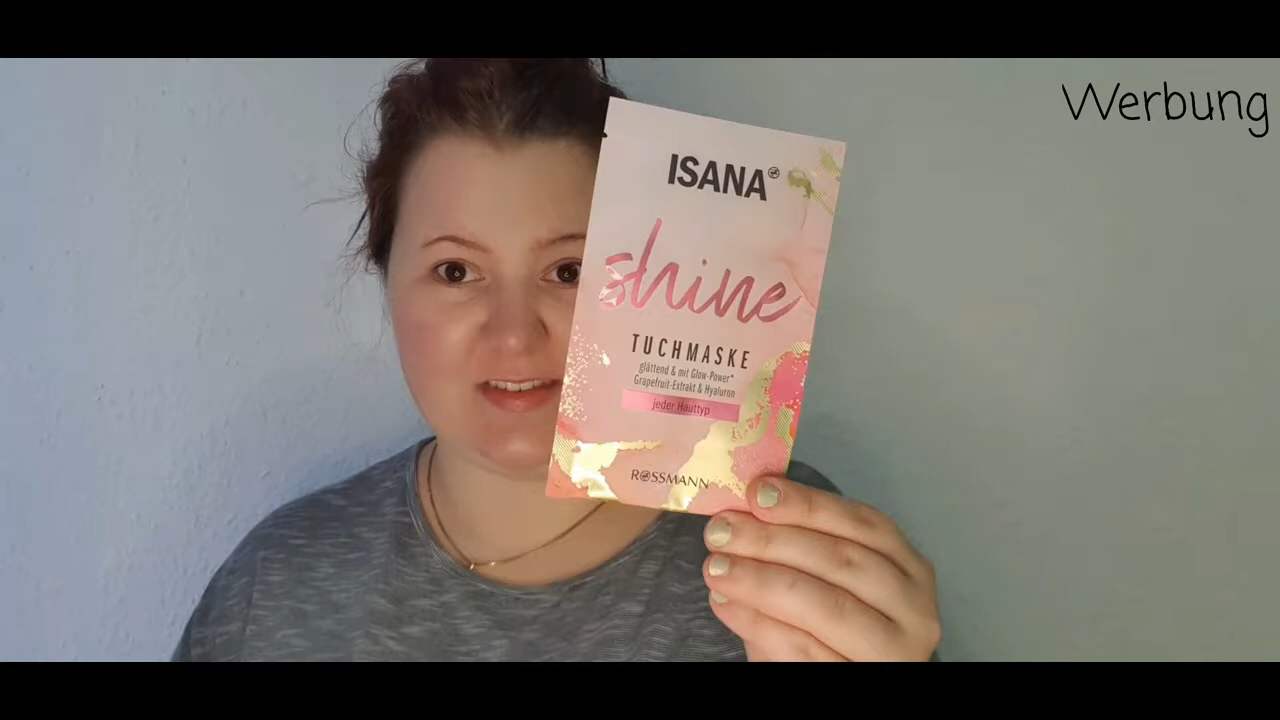 Werbung
ISANA
shine
TUCHMASKE
glättend & mit Glow-Power*
Grapefruit-Extrakt & Hyaluron
jeder Hauttyp
ROSSMANN